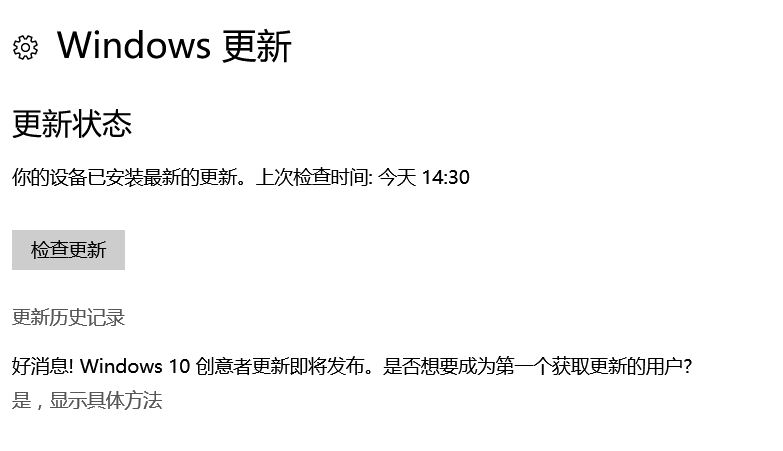 Windows 更新
更新状态
你的设备已安装最新的更新。上次检查时间: 今天 14:30
检查更新
更新历史记录
好消息! Windows 10 创意者更新即将发布。是否想要成为第一个获取更新的用户?
是，显示具体方法